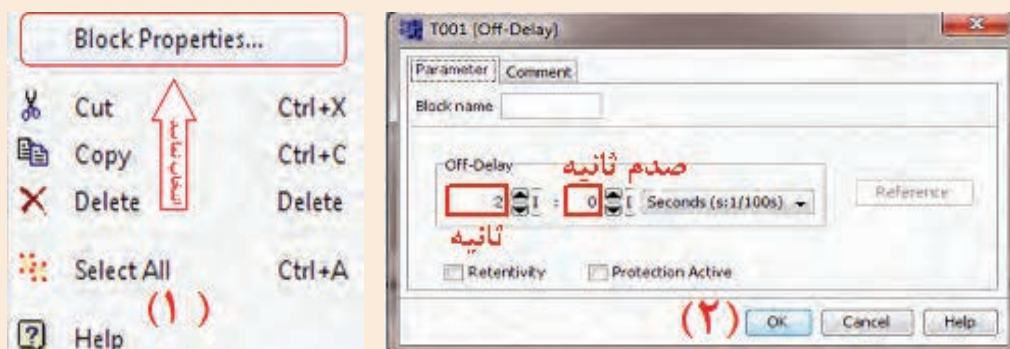 Block Properties...
Cut Ctrl+X
Copy Ctrl+C
Delete Delete
Select All Ctrl+A
Help
انتخاب نمائید
(۱)
T001 [Off-Delay]
Parameter Comment
Block name
Off-Delay
صدم ثانیه
2 : 0 Seconds (s:1/100s)
Reference
ثانیه
Retentivity Protection Active
(۲)
OK Cancel Help